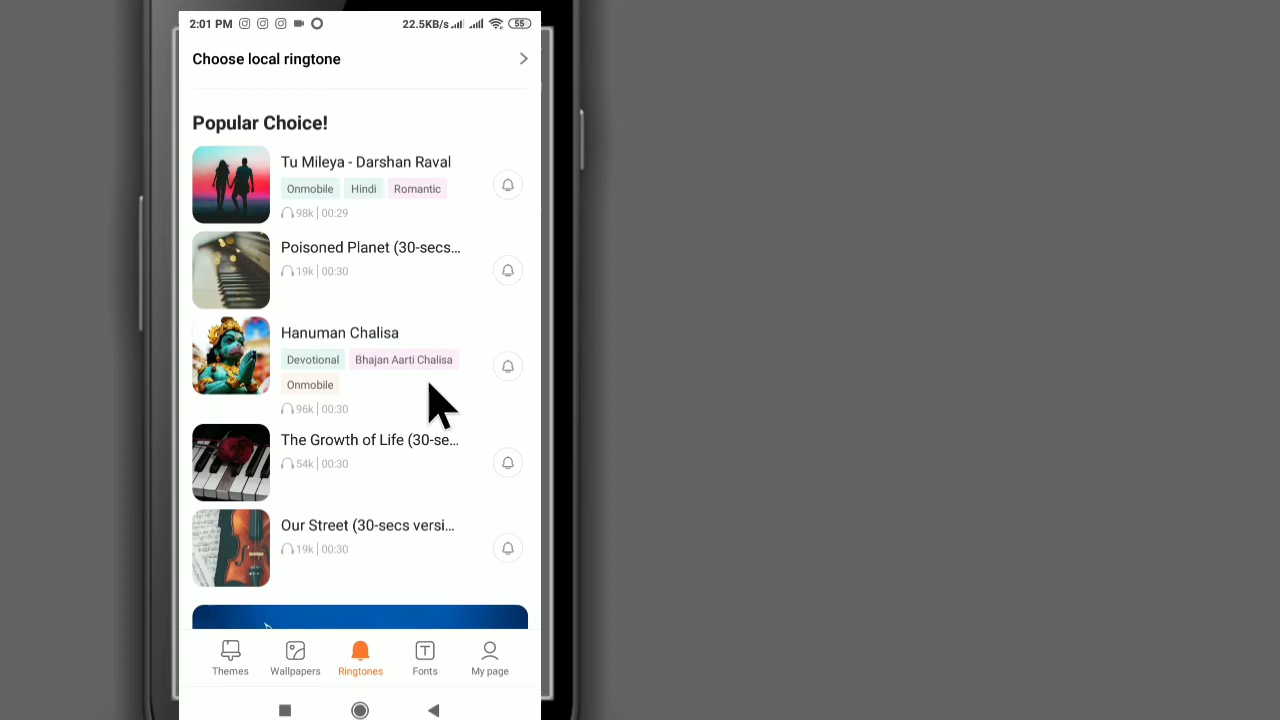 2:01 PM 22.5KB/s 55
Choose local ringtone
Popular Choice!
Tu Mileya - Darshan Raval
Onmobile Hindi Romantic
98k | 00:29
Poisoned Planet (30-secs...
19k | 00:30
Hanuman Chalisa
Devotional Bhajan Aarti Chalisa
Onmobile
96k | 00:30
The Growth of Life (30-se...
54k | 00:30
Our Street (30-secs versi...
19k | 00:30
Themes Wallpapers Ringtones Fonts My page